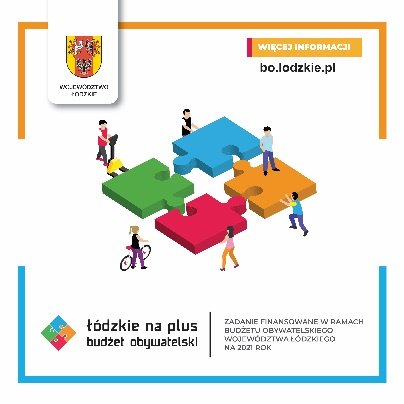 WOJEWÓDZTWO
ŁÓDZKIE
WIĘCEJ INFORMACJI
bo.lodzkie.pl
łódzkie na plus
budżet obywatelski
ZADANIE FINANSOWANE W RAMACH
BUDŻETU OBYWATELSKIEGO
WOJEWÓDZTWA ŁÓDZKIEGO
NA 2021 ROK